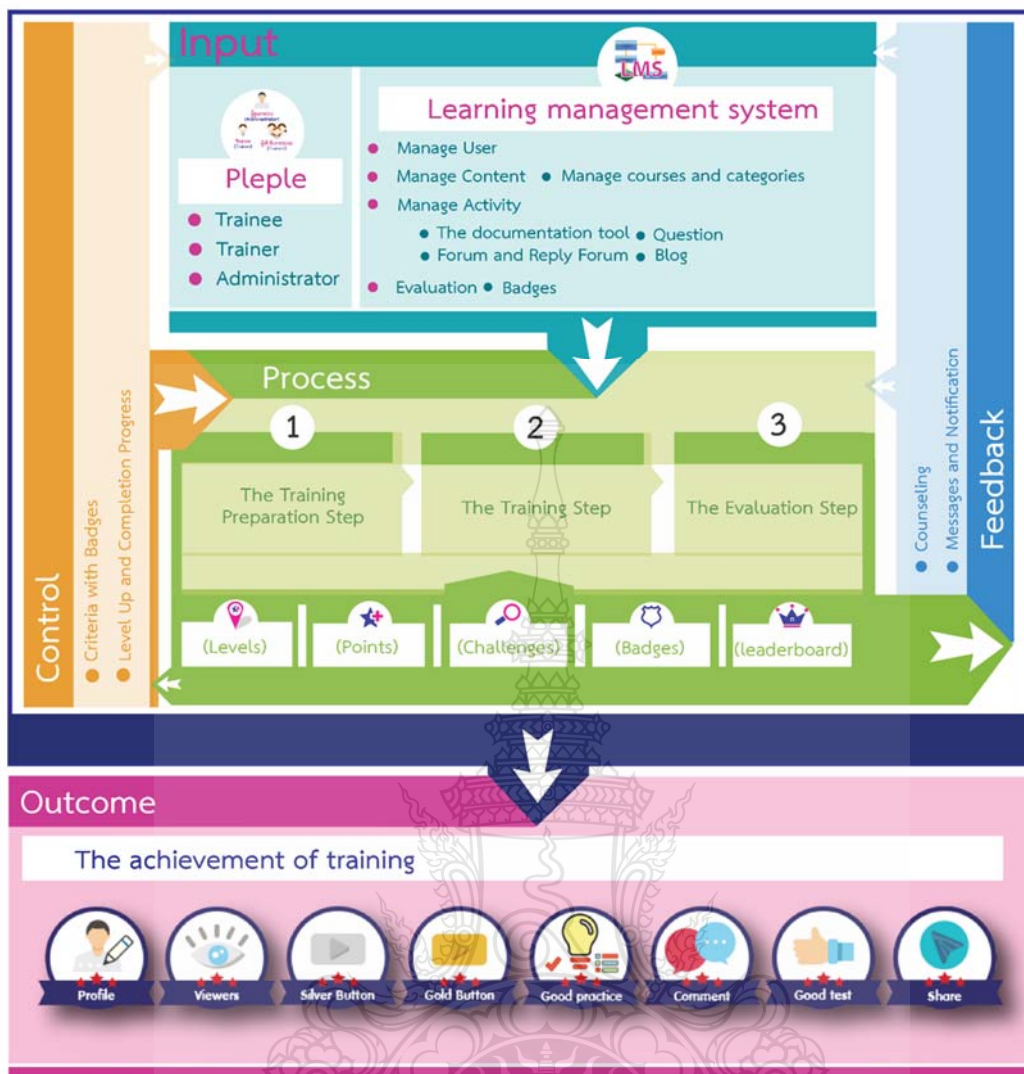 Input
LMS
Learning management system
Pleple
Trainee
Trainer
Administrator
Manage User
Manage Content • Manage courses and categories
Manage Activity
• The documentation tool • Question
• Forum and Reply Forum • Blog
Evaluation • Badges
Control
• Criteria with Badges
• Level Up and Completion Progress
Process
1
The Training
Preparation Step
2
The Training Step
3
The Evaluation Step
(Levels)
(Points)
(Challenges)
(Badges)
(leaderboard)
• Counseling
• Messages and Notification
Feedback
Outcome
The achievement of training
Profile
Viewers
Silver Button
Gold Button
Good practice
Comment
Good test
Share